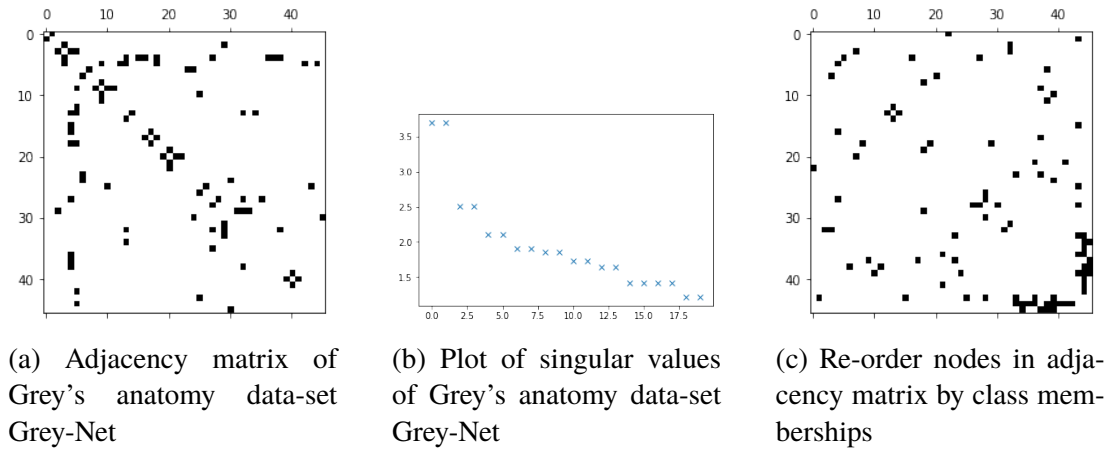 0 10 20 30 40
0
10
20
30
40
(a) Adjacency matrix of
Grey's anatomy data-set
Grey-Net
3.5
3.0
2.5
2.0
1.5
0.0 2.5 5.0 7.5 10.0 12.5 15.0 17.5
(b) Plot of singular values
of Grey's anatomy data-set
Grey-Net
0 10 20 30 40
0
10
20
30
40
(c) Re-order nodes in adja-
cency matrix by class mem-
berships